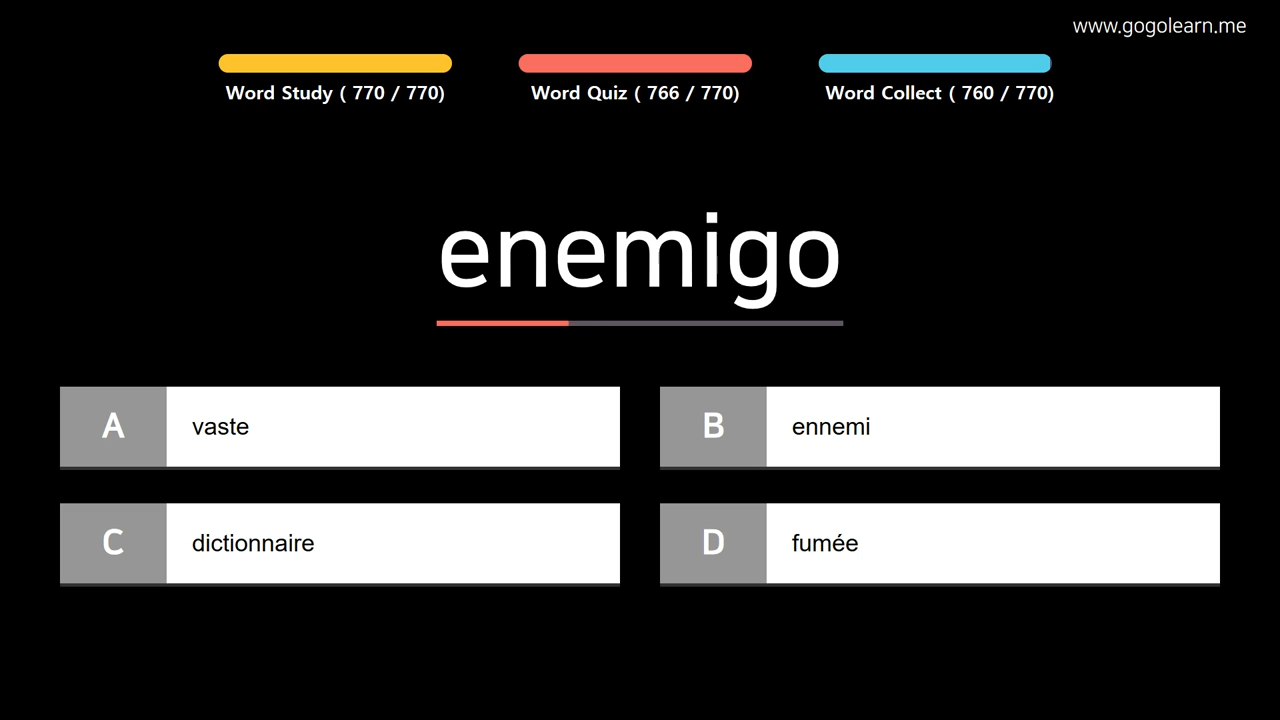 www.gogolearn.me
Word Study ( 770 / 770)
Word Quiz ( 766 / 770)
Word Collect ( 760 / 770)
enemigo
A vaste
B ennemi
C dictionnaire
D fumée